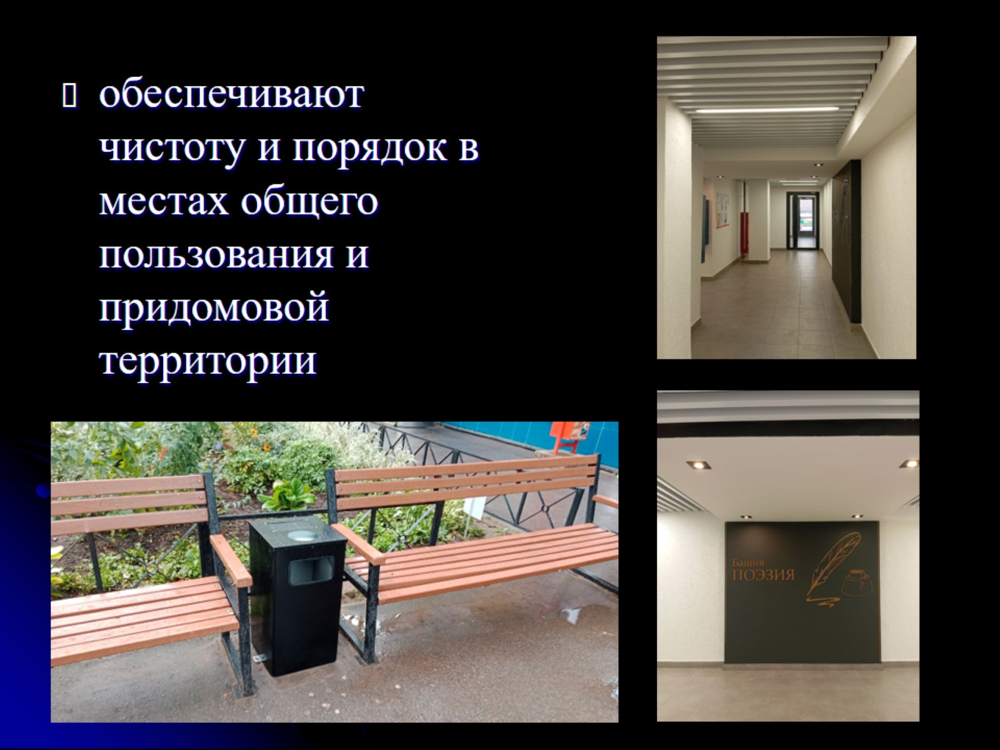 обеспечивают
чистоту и порядок в
местах общего
пользования и
придомовой
территории
Башня
ПОЭЗИЯ